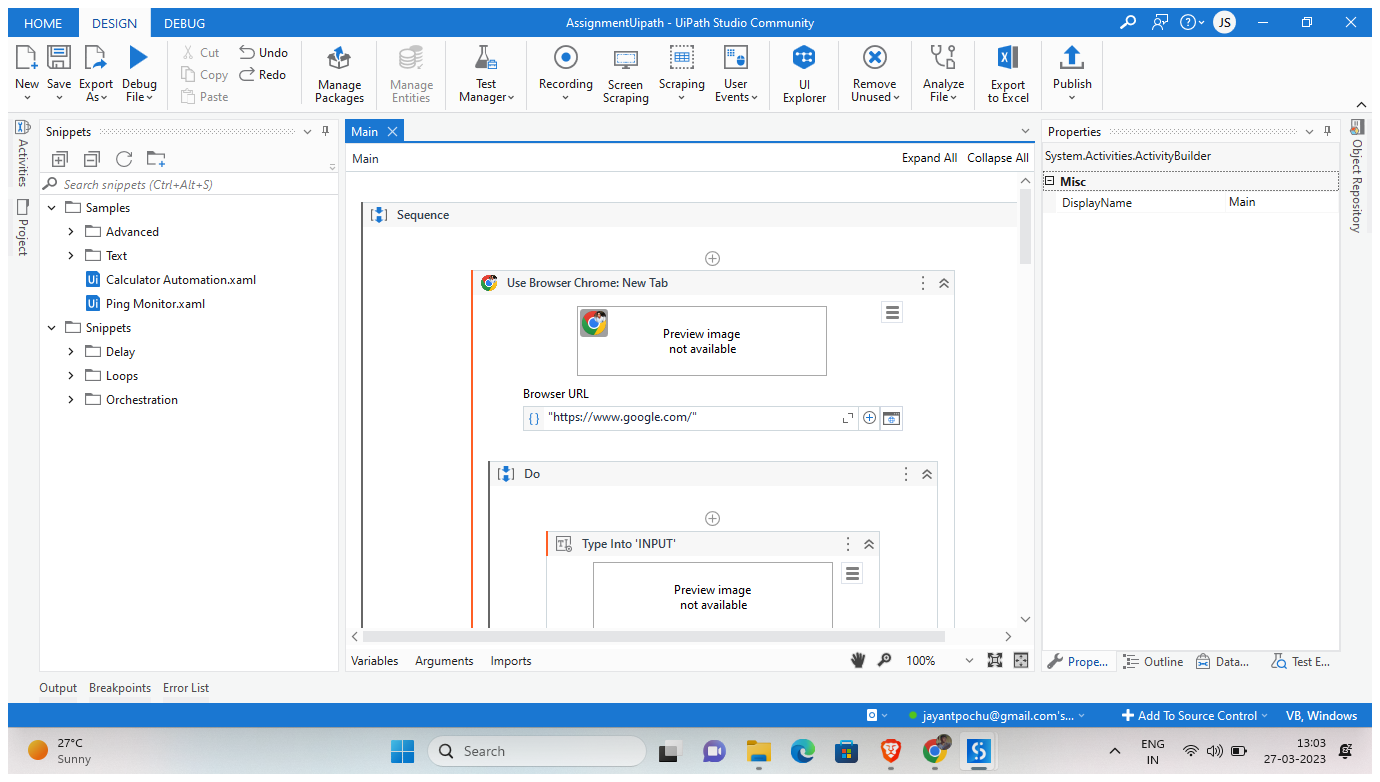 HOME DESIGN DEBUG AssignmentUipath - UiPath Studio Community JS
New Save Export As Debug File
Cut Copy Paste Undo Redo
Manage Packages
Manage Entities
Test Manager
Recording
Screen Scraping
Scraping
User Events
UI Explorer
Remove Unused
Analyze File
Export to Excel
Publish
Activities
Project
Snippets
Search snippets (Ctrl+Alt+S)
Samples
Advanced
Text
Ui Calculator Automation.xaml
Ui Ping Monitor.xaml
Snippets
Delay
Loops
Orchestration
Main
Main Expand All Collapse All
Sequence
Use Browser Chrome: New Tab
Preview image
not available
Browser URL
{} "https://www.google.com/"
Do
Type Into 'INPUT'
Preview image
not available
Variables Arguments Imports 100%
Properties
System.Activities.ActivityBuilder
Misc
DisplayName Main
Prope... Outline Data... Test E...
Object Repository
Output Breakpoints Error List
jayantpochu@gmail.com's... Add To Source Control VB, Windows
27°C
Sunny
Search
ENG
IN
13:03
27-03-2023